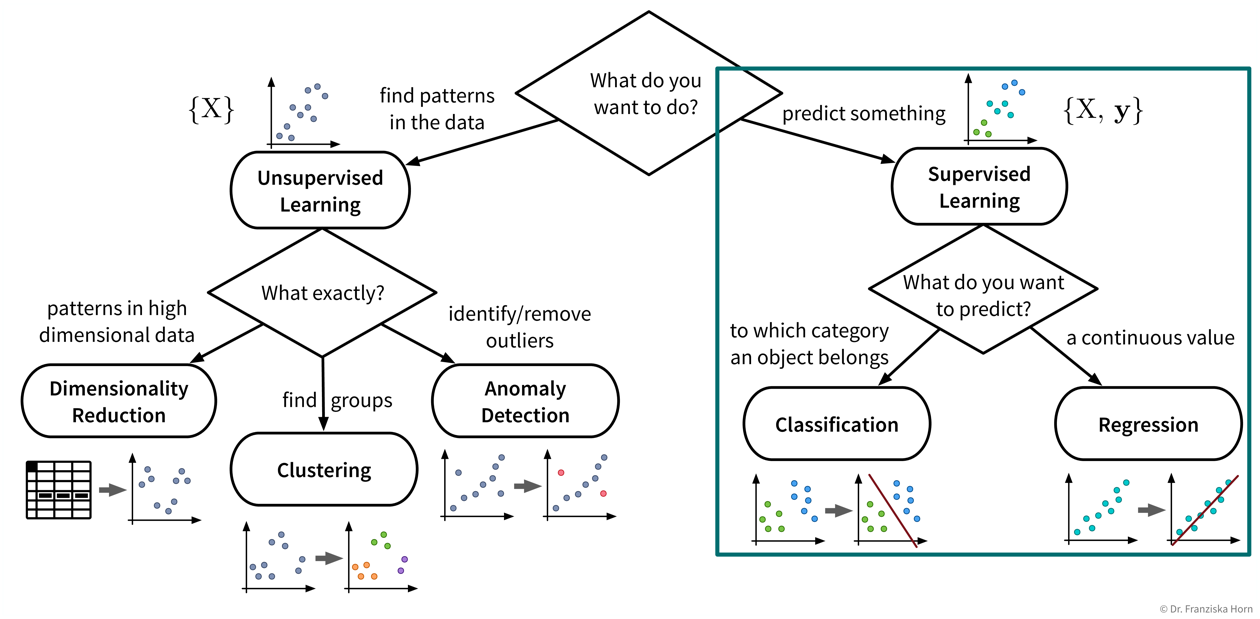 What do you
want to do?
find patterns
in the data
predict something
{X}
{X, y}
Unsupervised
Learning
Supervised
Learning
What exactly?
What do you want
to predict?
patterns in high
dimensional data
identify/remove
outliers
to which category
an object belongs
a continuous value
Dimensionality
Reduction
find groups
Anomaly
Detection
Classification
Regression
Clustering
© Dr. Franziska Horn